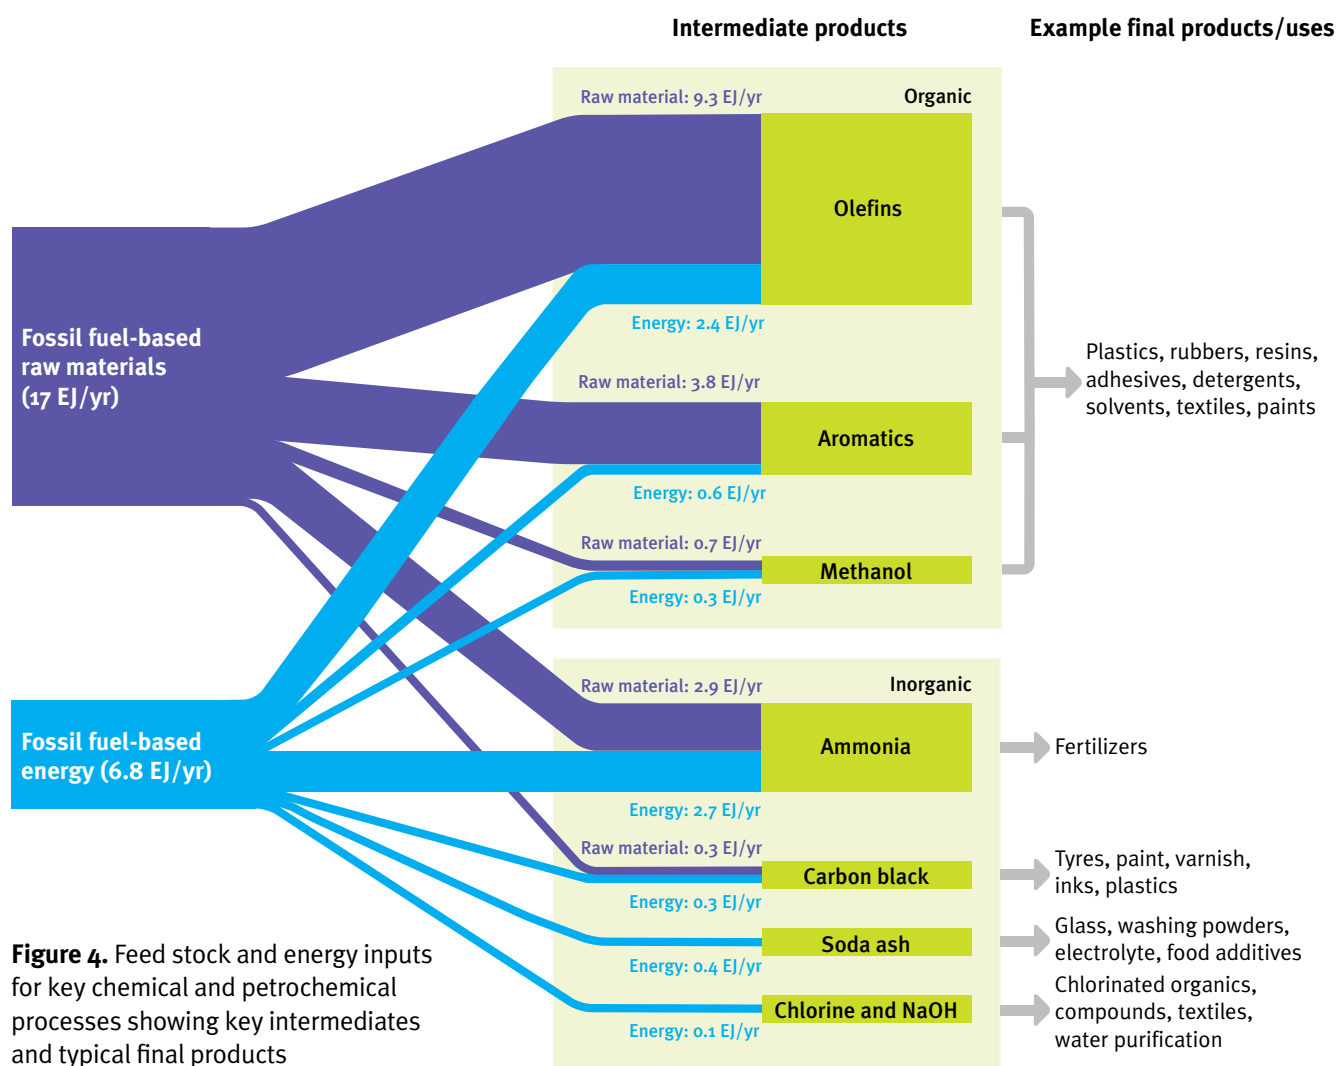 Intermediate products
Example final products/uses
Raw material: 9.3 EJ/yr
Organic
Olefins
Energy: 2.4 EJ/yr
Fossil fuel-based
raw materials
(17 EJ/yr)
Raw material: 3.8 EJ/yr
Aromatics
Energy: 0.6 EJ/yr
Plastics, rubbers, resins,
adhesives, detergents,
solvents, textiles, paints
Raw material: 0.7 EJ/yr
Methanol
Energy: 0.3 EJ/yr
Raw material: 2.9 EJ/yr
Inorganic
Fossil fuel-based
energy (6.8 EJ/yr)
Ammonia
Fertilizers
Energy: 2.7 EJ/yr
Raw material: 0.3 EJ/yr
Carbon black
Energy: 0.3 EJ/yr
Tyres, paint, varnish,
inks, plastics
Soda ash
Energy: 0.4 EJ/yr
Glass, washing powders,
electrolyte, food additives
Chlorine and NaOH
Energy: 0.1 EJ/yr
Chlorinated organics,
compounds, textiles,
water purification
Figure 4. Feed stock and energy inputs
for key chemical and petrochemical
processes showing key intermediates
and typical final products